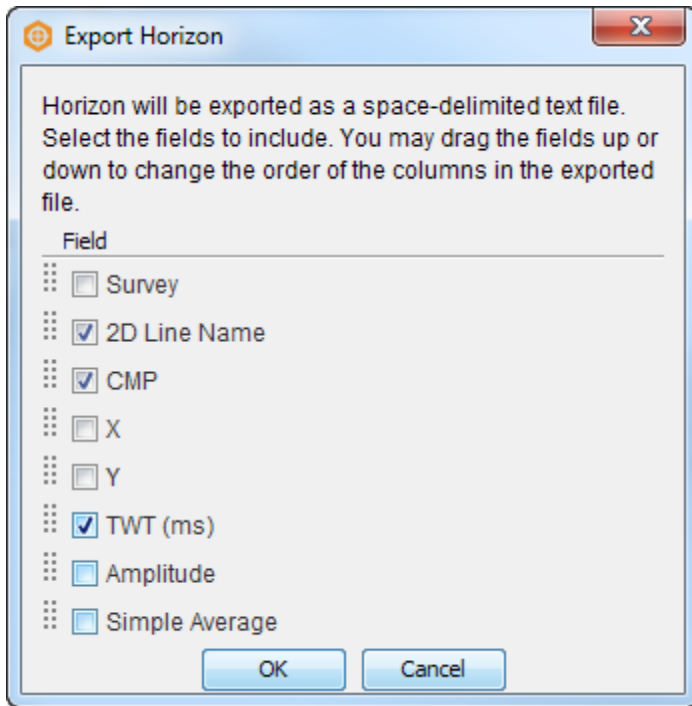 Export Horizon
Horizon will be exported as a space-delimited text file.
Select the fields to include. You may drag the fields up or
down to change the order of the columns in the exported
file.
Field
Survey
2D Line Name
CMP
X
Y
TWT (ms)
Amplitude
Simple Average
OK Cancel